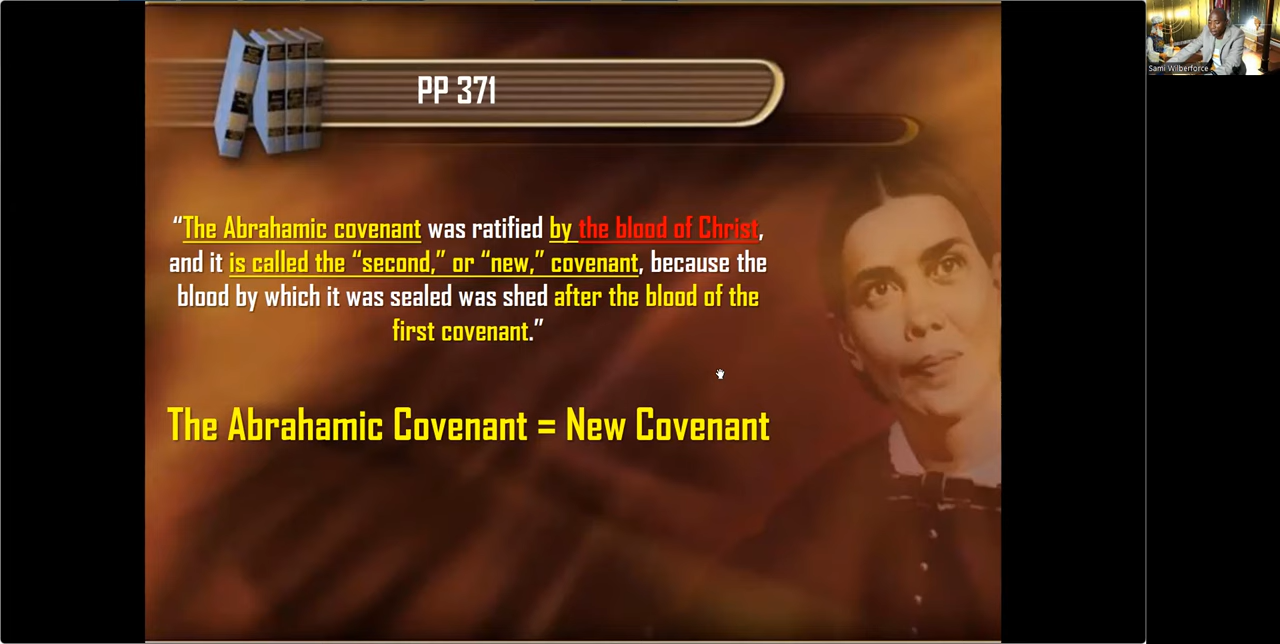 PP 371
“The Abrahamic covenant was ratified by the blood of Christ,
and it is called the “second,” or “new,” covenant, because the
blood by which it was sealed was shed after the blood of the
first covenant.”
The Abrahamic Covenant = New Covenant
Sami Wilberforce